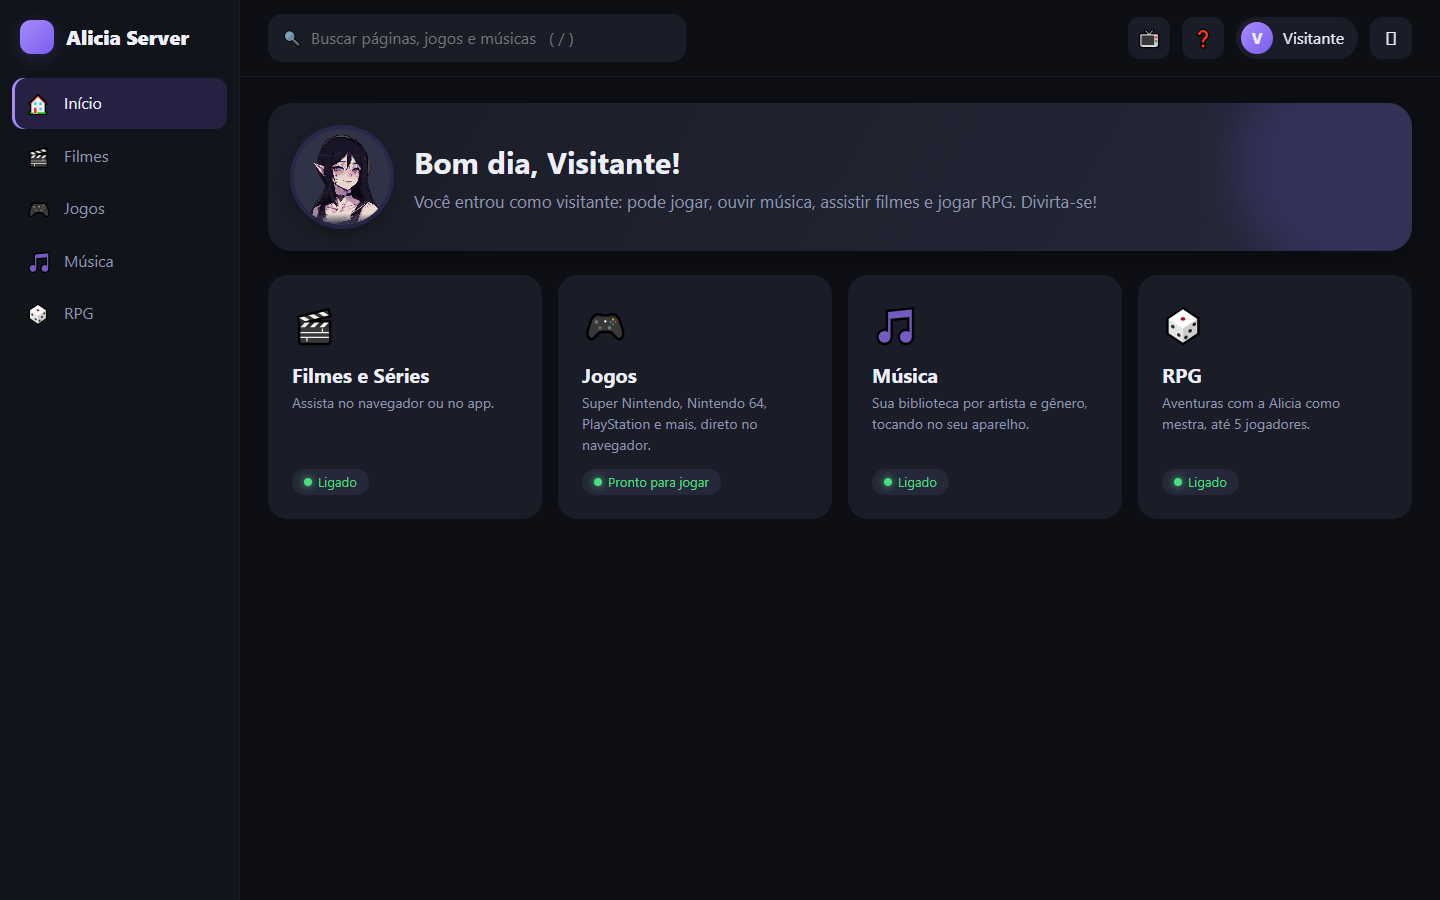 Alicia Server
Buscar páginas, jogos e músicas ( / )
V Visitante
Início
Filmes
Jogos
Música
RPG
Bom dia, Visitante!
Você entrou como visitante: pode jogar, ouvir música, assistir filmes e jogar RPG. Divirta-se!
Filmes e Séries
Assista no navegador ou no app.
Ligado
Jogos
Super Nintendo, Nintendo 64,
PlayStation e mais, direto no
navegador.
Pronto para jogar
Música
Sua biblioteca por artista e gênero,
tocando no seu aparelho.
Ligado
RPG
Aventuras com a Alicia como
mestra, até 5 jogadores.
Ligado